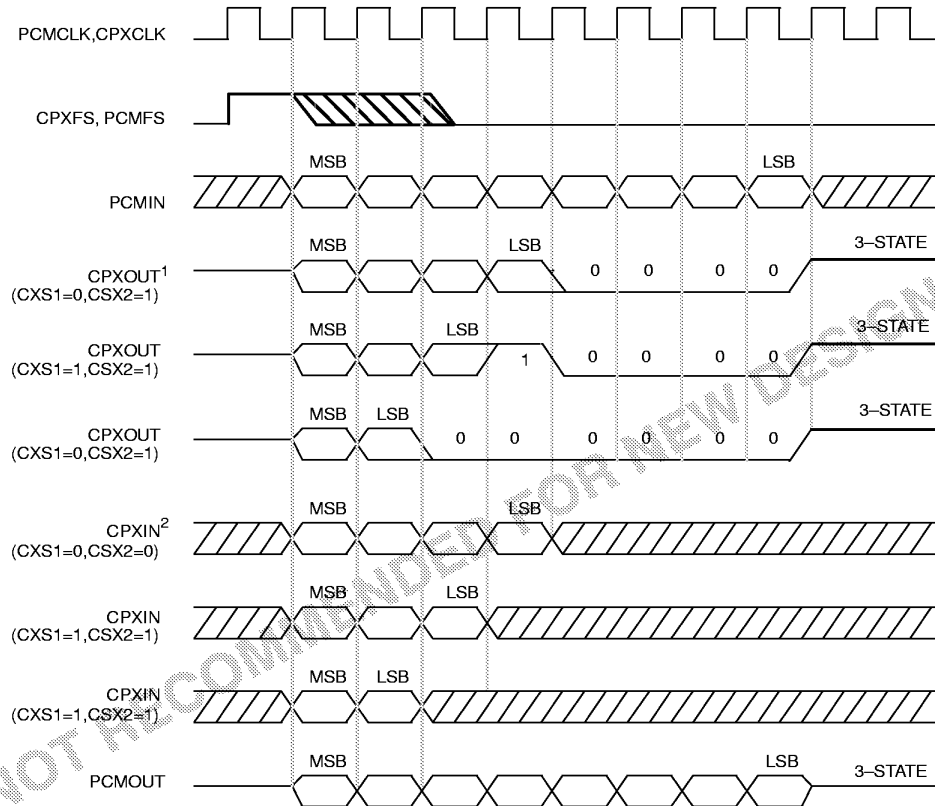 PCMCLK,CPXCLK
CPXFS, PCMFS
MSB LSB
PCMIN
MSB LSB 3–STATE
CPXOUT1 0 0 0 0
(CXS1=0,CSX2=1)
MSB LSB 3–STATE
CPXOUT 1 0 0 0 0
(CXS1=1,CSX2=1)
MSB LSB 3–STATE
CPXOUT 0 0 0 0 0 0
(CXS1=0,CSX2=1)
MSB LSB
CPXIN2
(CXS1=0,CSX2=0)
MSB LSB
CPXIN
(CXS1=1,CSX2=1)
MSB LSB
CPXIN
(CXS1=1,CSX2=1)
MSB LSB 3–STATE
PCMOUT
NOT RECOMMENDED FOR NEW DESIGN